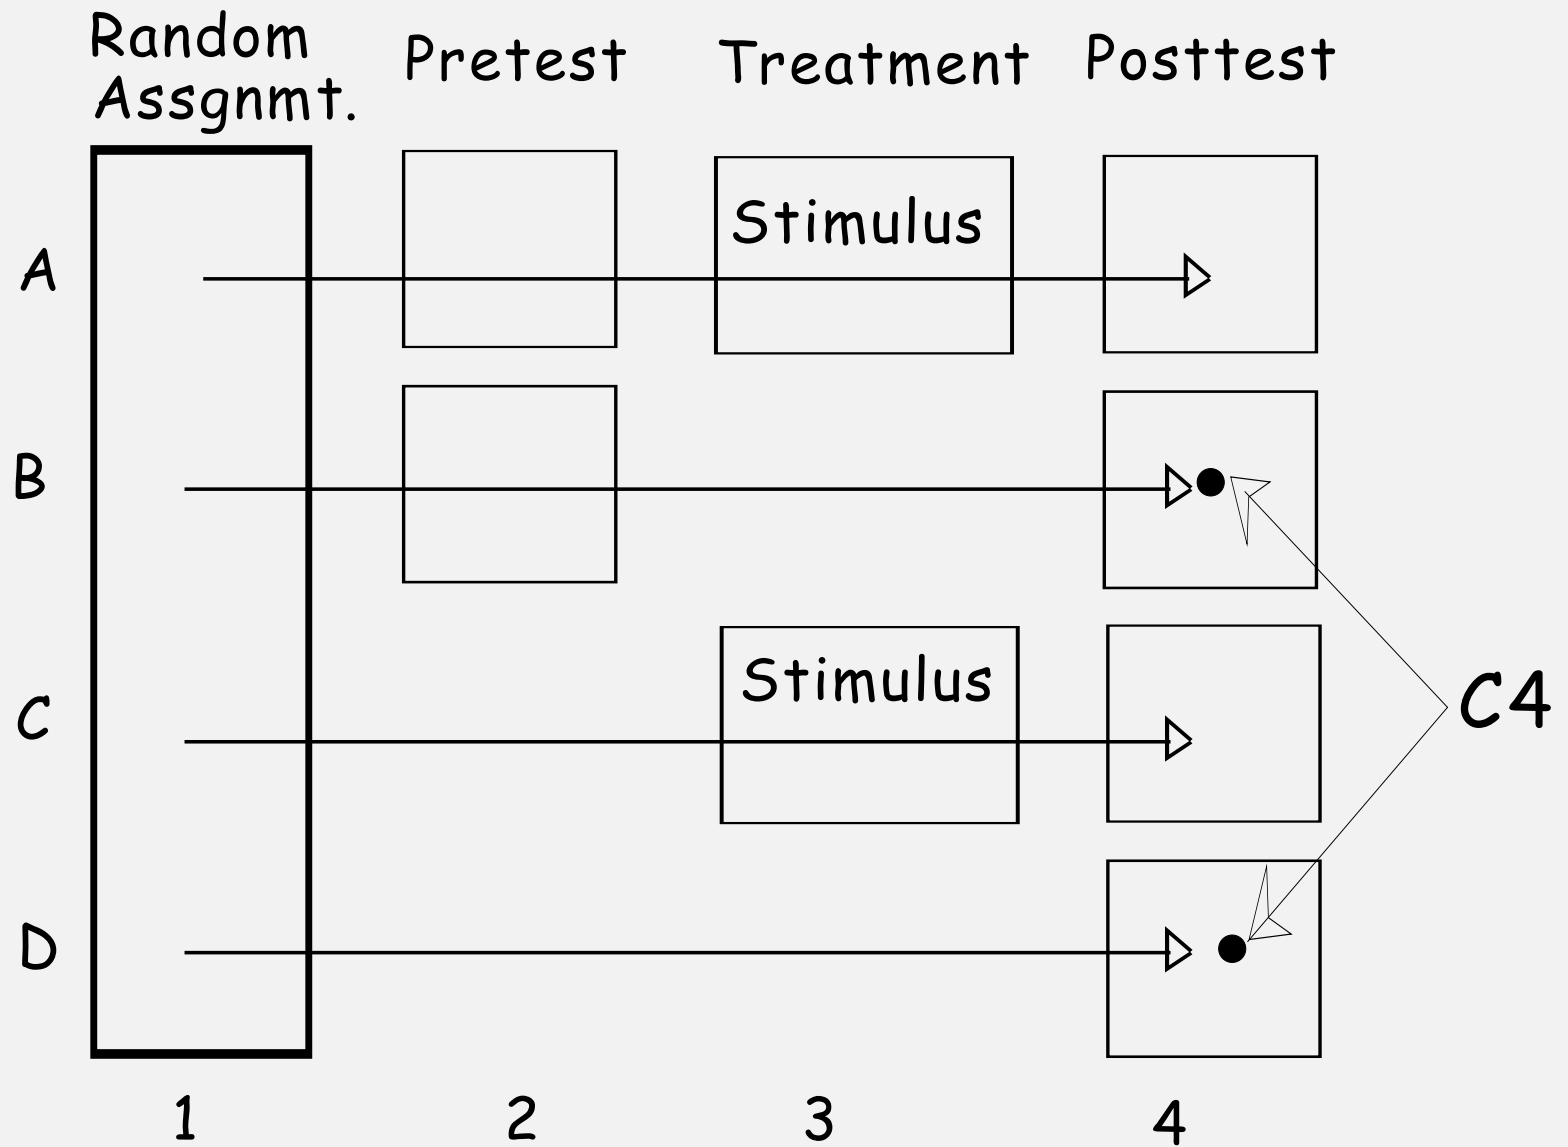 Random
Assgnmt.
Pretest
Treatment
Posttest
A
Stimulus
B
C
Stimulus
C4
D
1
2
3
4